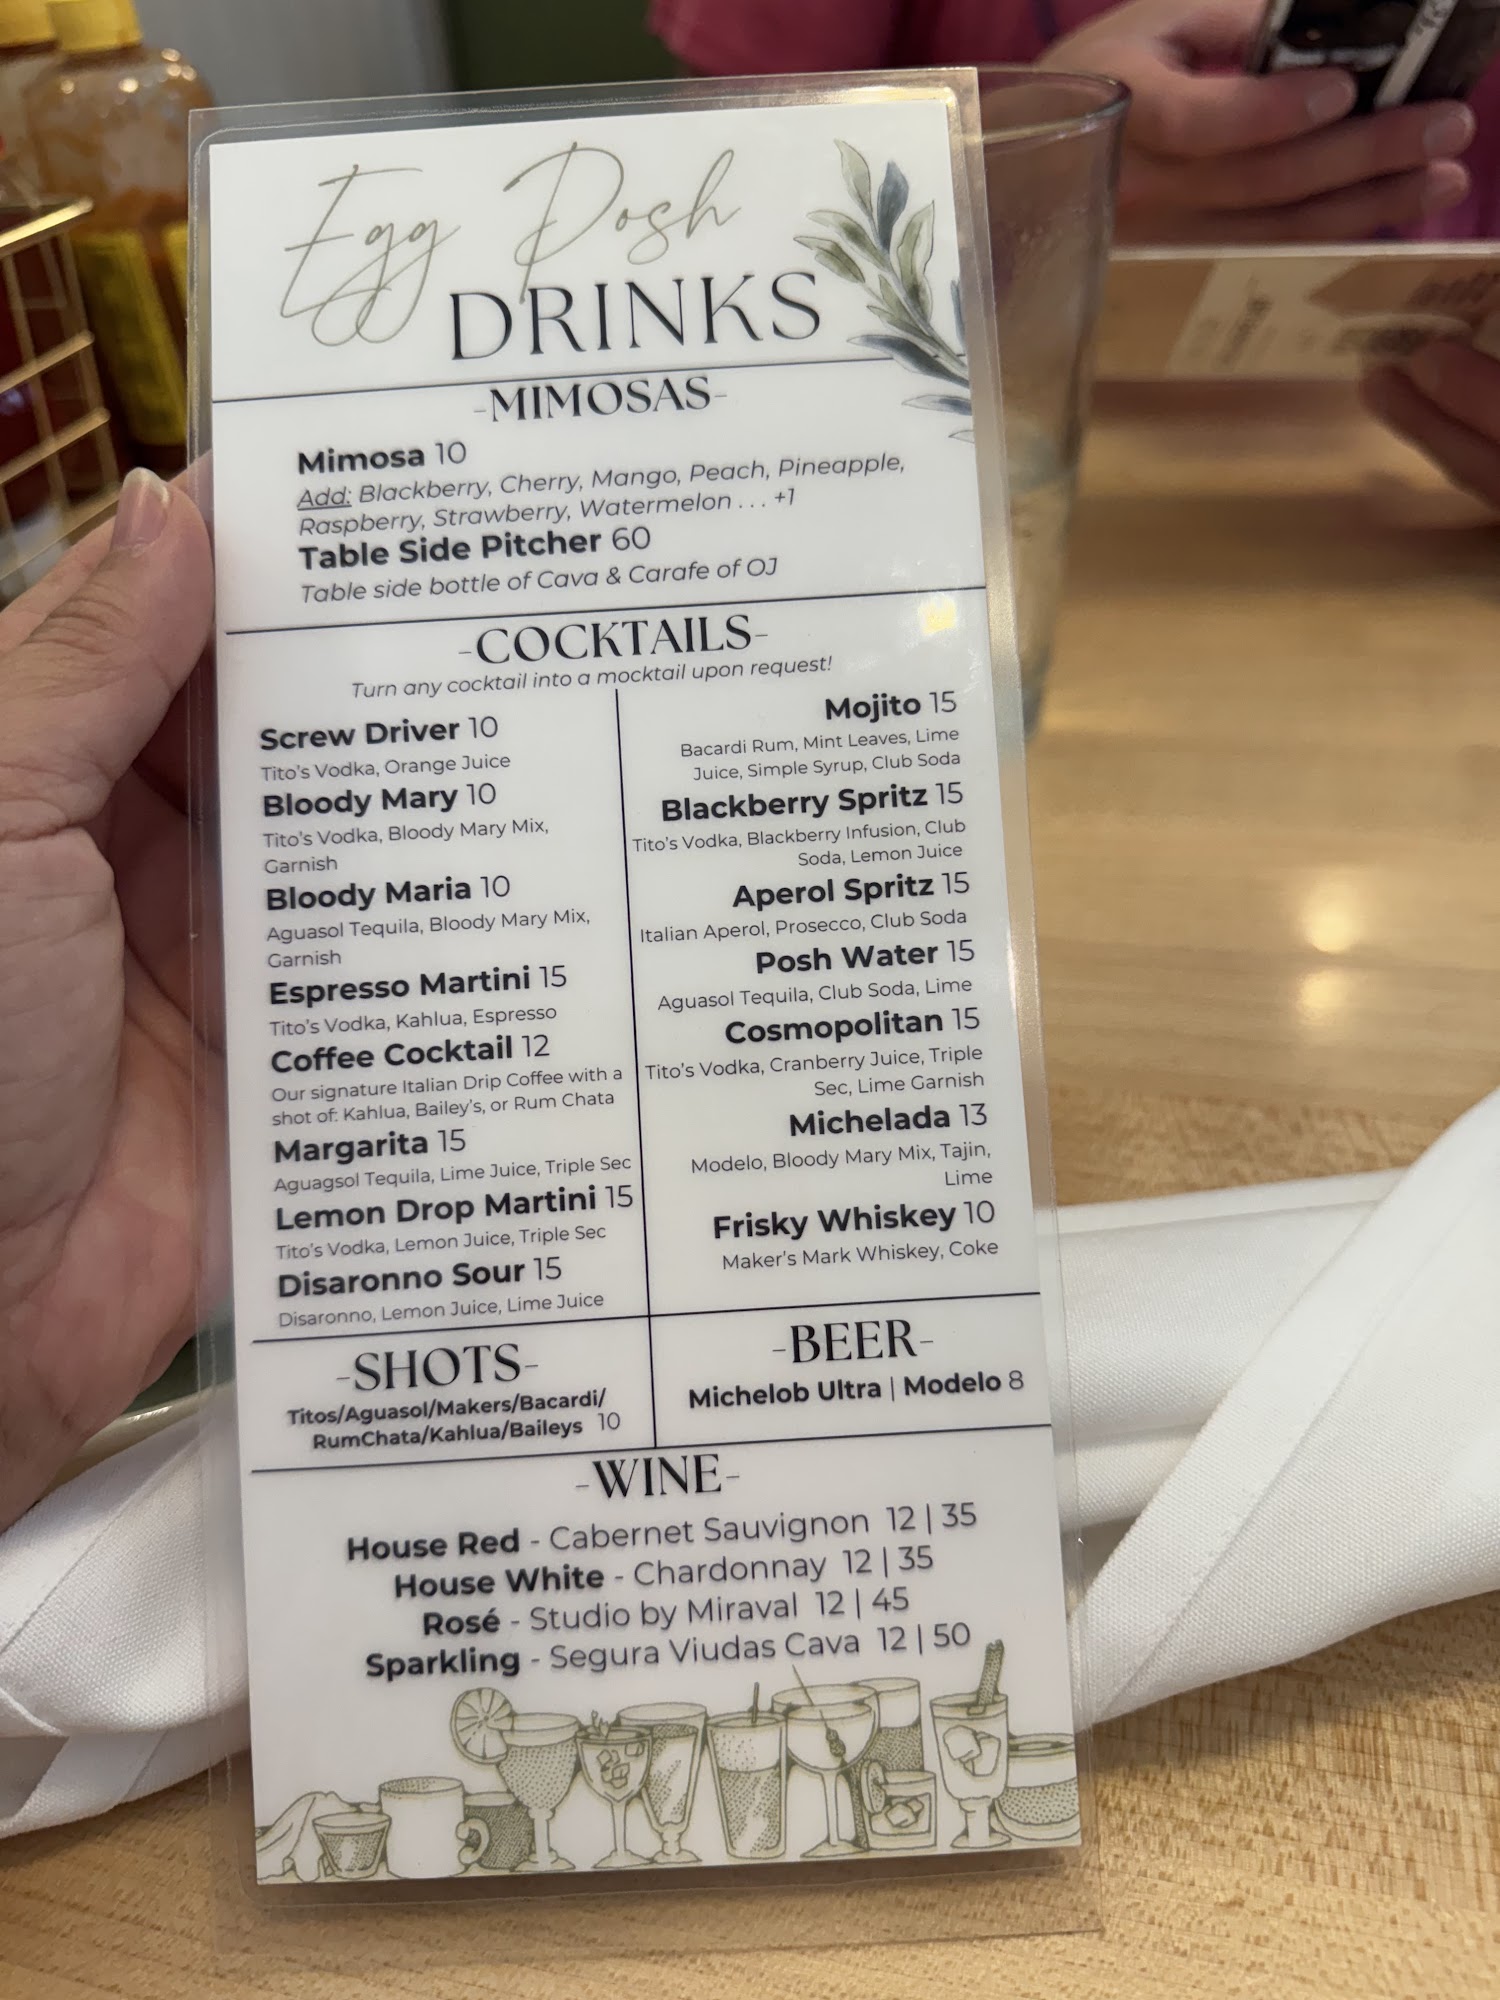 Egg Posh
DRINKS
-MIMOSAS-
Mimosa 10
Add: Blackberry, Cherry, Mango, Peach, Pineapple,
Raspberry, Strawberry, Watermelon . . . +1
Table Side Pitcher 60
Table side bottle of Cava & Carafe of OJ
-COCKTAILS-
Turn any cocktail into a mocktail upon request!
Screw Driver 10
Tito's Vodka, Orange Juice
Bloody Mary 10
Tito's Vodka, Bloody Mary Mix,
Garnish
Bloody Maria 10
Aguasol Tequila, Bloody Mary Mix,
Garnish
Espresso Martini 15
Tito's Vodka, Kahlua, Espresso
Coffee Cocktail 12
Our signature Italian Drip Coffee with a
shot of: Kahlua, Bailey's, or Rum Chata
Margarita 15
Aguagsol Tequila, Lime Juice, Triple Sec
Lemon Drop Martini 15
Tito's Vodka, Lemon Juice, Triple Sec
Disaronno Sour 15
Disaronno, Lemon Juice, Lime Juice
Mojito 15
Bacardi Rum, Mint Leaves, Lime
Juice, Simple Syrup, Club Soda
Blackberry Spritz 15
Tito's Vodka, Blackberry Infusion, Club
Soda, Lemon Juice
Aperol Spritz 15
Italian Aperol, Prosecco, Club Soda
Posh Water 15
Aguasol Tequila, Club Soda, Lime
Cosmopolitan 15
Tito's Vodka, Cranberry Juice, Triple
Sec, Lime Garnish
Michelada 13
Modelo, Bloody Mary Mix, Tajin,
Lime
Frisky Whiskey 10
Maker's Mark Whiskey, Coke
-SHOTS-
Titos/Aguasol/Makers/Bacardi/
RumChata/Kahlua/Baileys 10
-BEER-
Michelob Ultra | Modelo 8
-WINE-
House Red - Cabernet Sauvignon 12 | 35
House White - Chardonnay 12 | 35
Rosé - Studio by Miraval 12 | 45
Sparkling - Segura Viudas Cava 12 | 50